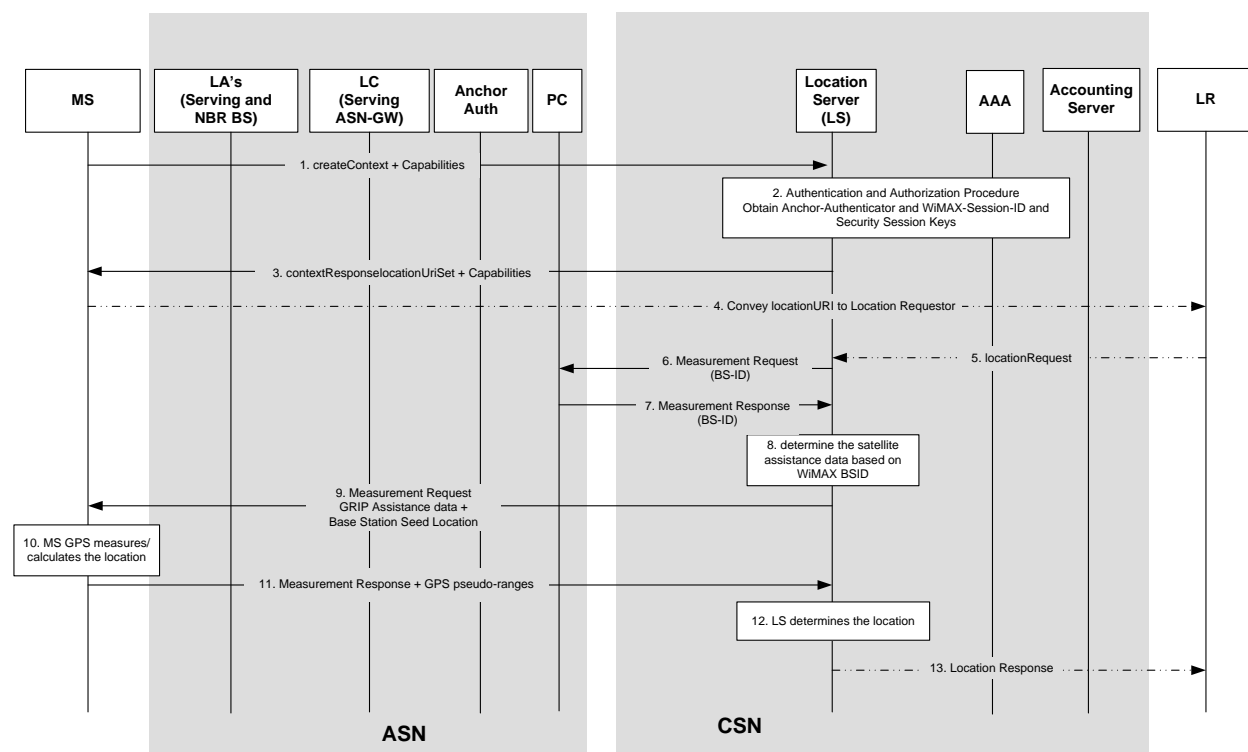 MS
LA's
(Serving and
NBR BS)
LC
(Serving
ASN-GW)
Anchor
Auth
PC
Location
Server
(LS)
AAA
Accounting
Server
LR
1. createContext + Capabilities
2. Authentication and Authorization Procedure
Obtain Anchor-Authenticator and WiMAX-Session-ID and
Security Session Keys
3. contextResponselocationUriSet + Capabilities
4. Convey locationURI to Location Requestor
5. locationRequest
6. Measurement Request
(BS-ID)
7. Measurement Response
(BS-ID)
8. determine the satellite
assistance data based on
WiMAX BSID
9. Measurement Request
GRIP Assistance data +
Base Station Seed Location
10. MS GPS measures/
calculates the location
11. Measurement Response + GPS pseudo-ranges
12. LS determines the location
13. Location Response
ASN
CSN